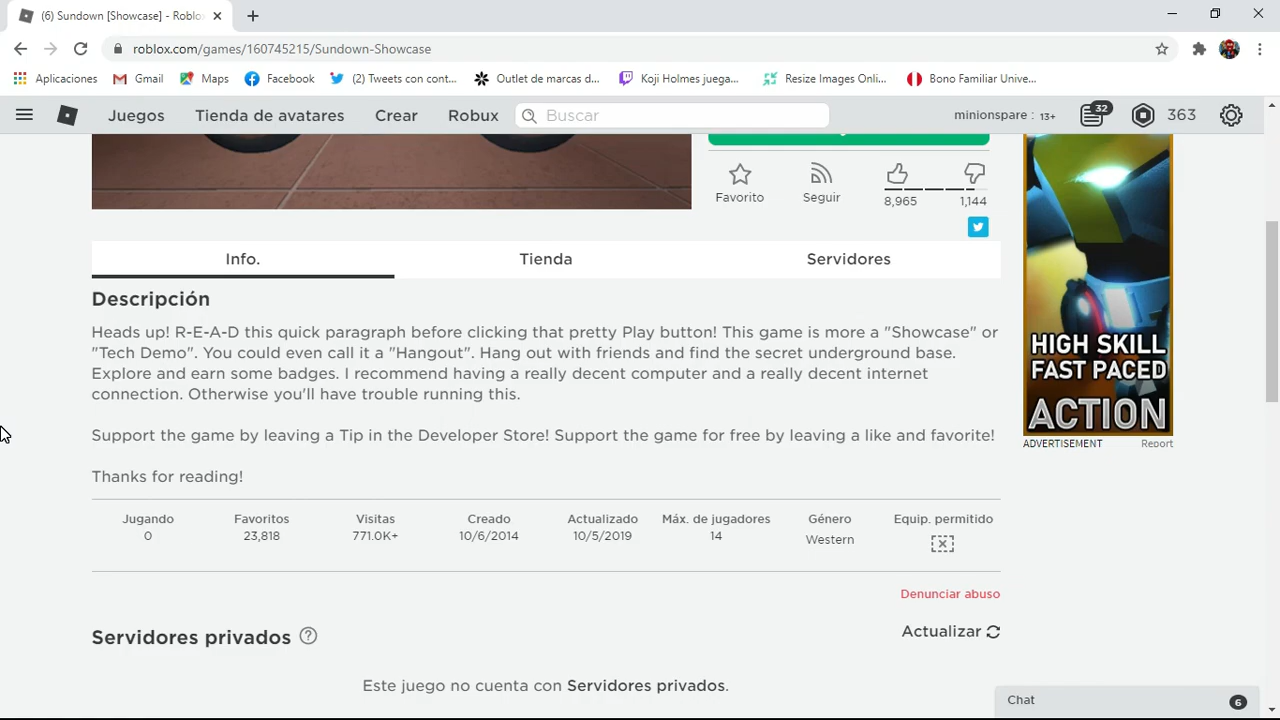 (6) Sundown [Showcase] - Roblox
roblox.com/games/160745215/Sundown-Showcase
Aplicaciones Gmail Maps Facebook (2) Tweets con cont... Outlet de marcas d... Koji Holmes juega... Resize Images Onli... Bono Familiar Unive...
Juegos Tienda de avatares Crear Robux Buscar minionspare : 13+ 32 363
Favorito Seguir 8,965 1,144
Info. Tienda Servidores
Descripción
Heads up! R-E-A-D this quick paragraph before clicking that pretty Play button! This game is more a "Showcase" or
"Tech Demo". You could even call it a "Hangout". Hang out with friends and find the secret underground base.
Explore and earn some badges. I recommend having a really decent computer and a really decent internet
connection. Otherwise you'll have trouble running this.
Support the game by leaving a Tip in the Developer Store! Support the game for free by leaving a like and favorite!
Thanks for reading!
Jugando Favoritos Visitas Creado Actualizado Máx. de jugadores Género Equip. permitido
0 23,818 771.0K+ 10/6/2014 10/5/2019 14 Western
Denunciar abuso
Servidores privados Actualizar
Este juego no cuenta con Servidores privados.
HIGH SKILL
FAST PACED
ACTION
ADVERTISEMENT Report
Chat 6